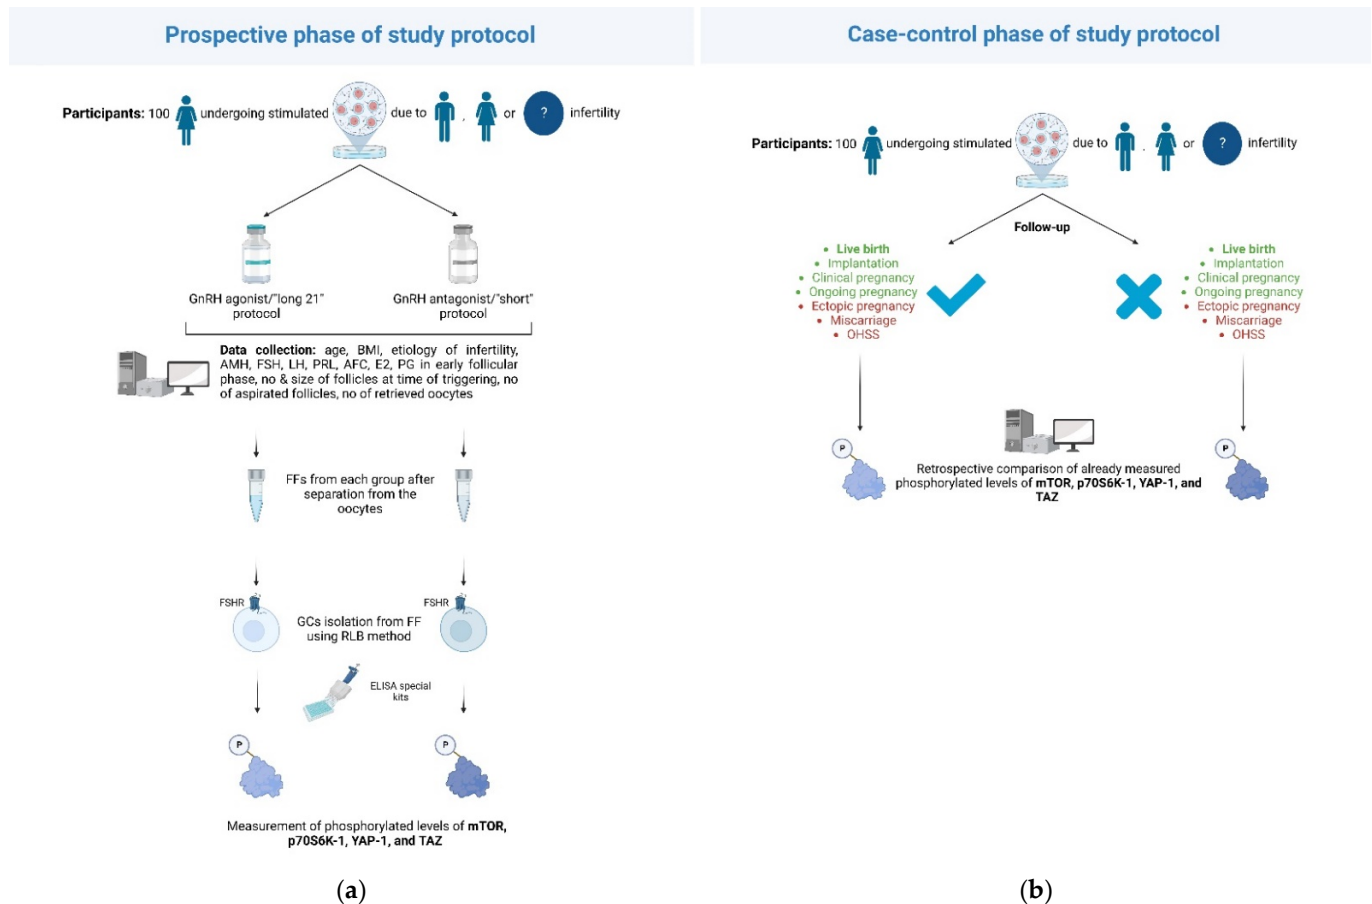 Prospective phase of study protocol
Participants: 100 undergoing stimulated due to , or ? infertility
GnRH agonist/"long 21"
protocol
GnRH antagonist/"short"
protocol
Data collection: age, BMI, etiology of infertility,
AMH, FSH, LH, PRL, AFC, E2, PG in early follicular
phase, no & size of follicles at time of triggering, no
of aspirated follicles, no of retrieved oocytes
FFs from each group after
separation from the
oocytes
FSHR
FSHR
GCs isolation from FF
using RLB method
ELISA special
kits
P
P
Measurement of phosphorylated levels of mTOR,
p70S6K-1, YAP-1, and TAZ
(a)
Case-control phase of study protocol
Participants: 100 undergoing stimulated due to , or ? infertility
Follow-up
• Live birth
• Implantation
• Clinical pregnancy
• Ongoing pregnancy
• Ectopic pregnancy
• Miscarriage
• OHSS
• Live birth
• Implantation
• Clinical pregnancy
• Ongoing pregnancy
• Ectopic pregnancy
• Miscarriage
• OHSS
P
P
Retrospective comparison of already measured
phosphorylated levels of mTOR, p70S6K-1, YAP-1, and
TAZ
(b)